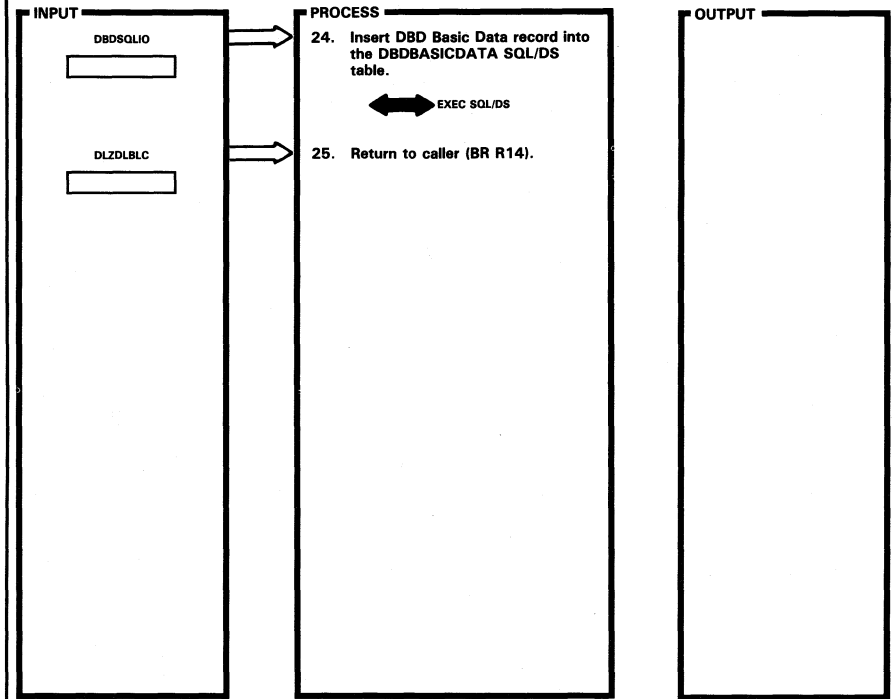 INPUT
DBDSQLIO
DLZDLBLC
PROCESS
24. Insert DBD Basic Data record into
the DBDBASICDATA SQL/DS
table.
EXEC SQL/DS
25. Return to caller (BR R14).
OUTPUT